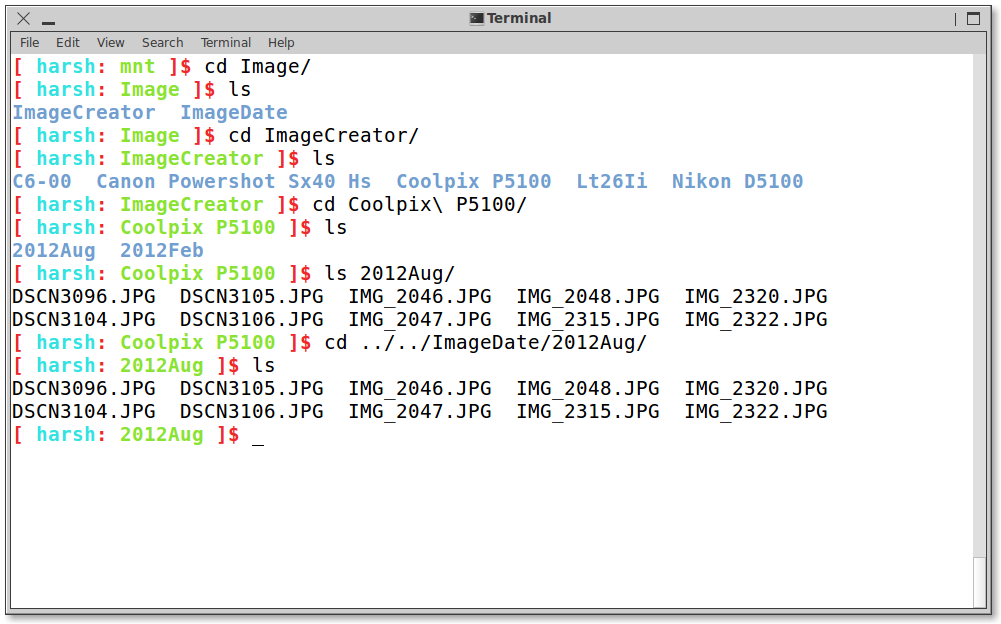 Terminal
File Edit View Search Terminal Help
[ harsh: mnt ]$ cd Image/
[ harsh: Image ]$ ls
ImageCreator  ImageDate
[ harsh: Image ]$ cd ImageCreator/
[ harsh: ImageCreator ]$ ls
C6-00  Canon Powershot Sx40 Hs  Coolpix P5100  Lt26Ii  Nikon D5100
[ harsh: ImageCreator ]$ cd Coolpix\ P5100/
[ harsh: Coolpix P5100 ]$ ls
2012Aug  2012Feb
[ harsh: Coolpix P5100 ]$ ls 2012Aug/
DSCN3096.JPG  DSCN3105.JPG  IMG_2046.JPG  IMG_2048.JPG  IMG_2320.JPG
DSCN3104.JPG  DSCN3106.JPG  IMG_2047.JPG  IMG_2315.JPG  IMG_2322.JPG
[ harsh: Coolpix P5100 ]$ cd ../../ImageDate/2012Aug/
[ harsh: 2012Aug ]$ ls
DSCN3096.JPG  DSCN3105.JPG  IMG_2046.JPG  IMG_2048.JPG  IMG_2320.JPG
DSCN3104.JPG  DSCN3106.JPG  IMG_2047.JPG  IMG_2315.JPG  IMG_2322.JPG
[ harsh: 2012Aug ]$ _